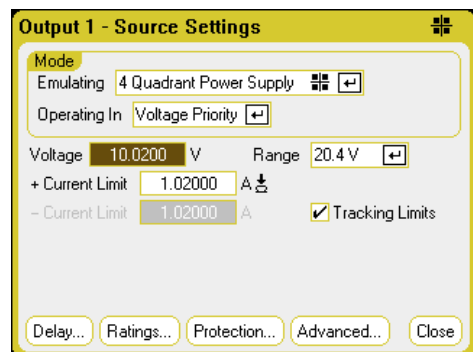 Output 1 - Source Settings
Mode
Emulating 4 Quadrant Power Supply
Operating In Voltage Priority
Voltage 10.0200 V Range 20.4 V
+ Current Limit 1.02000 A
- Current Limit 1.02000 A Tracking Limits
Delay... Ratings... Protection... Advanced... Close